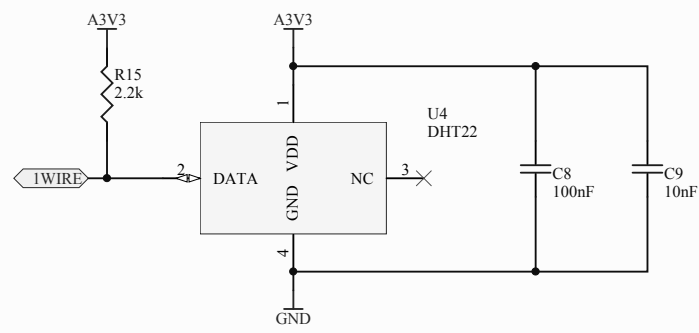 A3V3
A3V3
R15
2.2k
1
U4
DHT22
VDD
1WIRE
2
DATA
NC
3
GND
C8
100nF
C9
10nF
4
GND